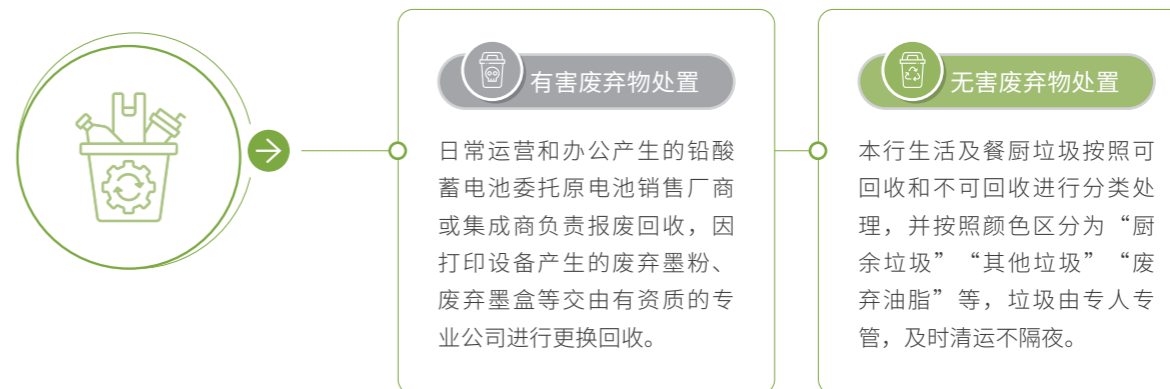 有害废弃物处置
日常运营和办公产生的铅酸
蓄电池委托原电池销售厂商
或集成商负责报废回收，因
打印设备产生的废弃墨粉、
废弃墨盒等交由有资质的专
业公司进行更换回收。
无害废弃物处置
本行生活及餐厨垃圾按照可
回收和不可回收进行分类处
理，并按照颜色区分为“厨
余垃圾”“其他垃圾”“废
弃油脂”等，垃圾由专人专
管，及时清运不隔夜。